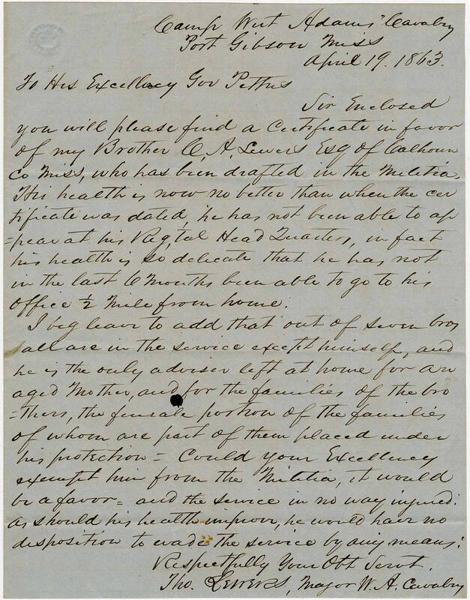 Camp Wirt Adams' Cavalry
Port Gibson Miss
April 19. 1863.
To His Excellency Gov Pettus
Sir Enclosed
you will please find a Certificate in favor
of my Brother O, A, Lewers Esq of Calhoun
Co Miss, who has been drafted in the Militia.
His health is now no better than when the cer
tificate was dated, he has not been able to ap
=pear at his Regtal Head Quarters, in fact
his health is so delicate that he has not
in the last 6 months been able to go to his
Office ½ Mile from home.
I beg leave to add that out of seven bros
all are in the service except himself, and
he is the only adviser left at home for an
aged Mother, and for the families of the bro
=thers, the female portion of the families
of whom are part of them placed under
his protection = Could your Excellency
exempt him from the Militia, it would
be a favor = and the service in no way injured.
as should his health improve, he would have no
disposition to evade the service by any means.
Respectfully Your Obt Servt.
Tho. LEWERS, Major W. A. Cavalry